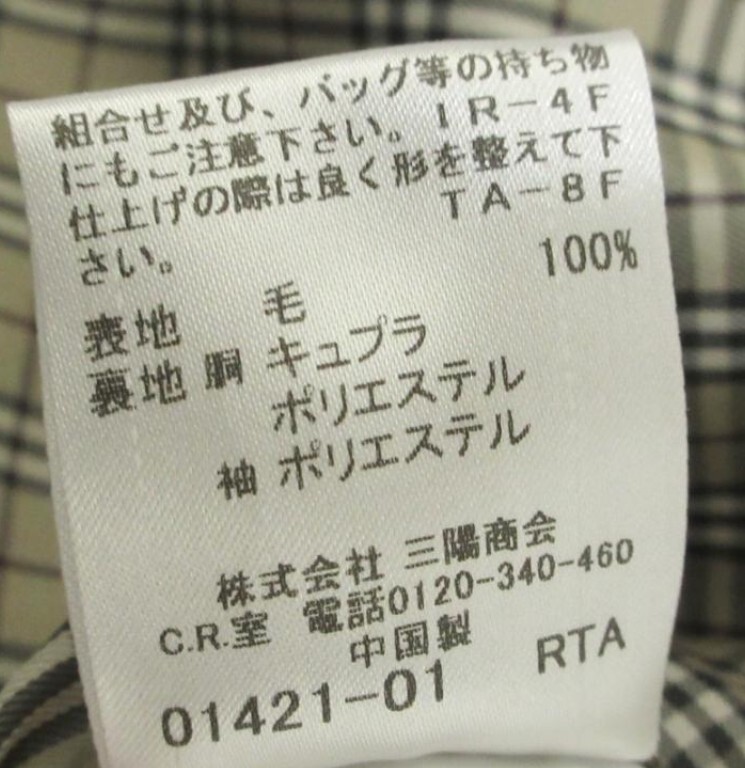 組合せ及び、バッグ等の持ち物
にもご注意下さい。IR-4F
仕上げの際は良く形を整えて下
さい。 TA-8F
表地 毛 100%
裏地 胴 キュプラ
ポリエステル
袖 ポリエステル
株式会社 三陽商会
C.R.室 電話0120-340-460
中国製
01421-01 RTA